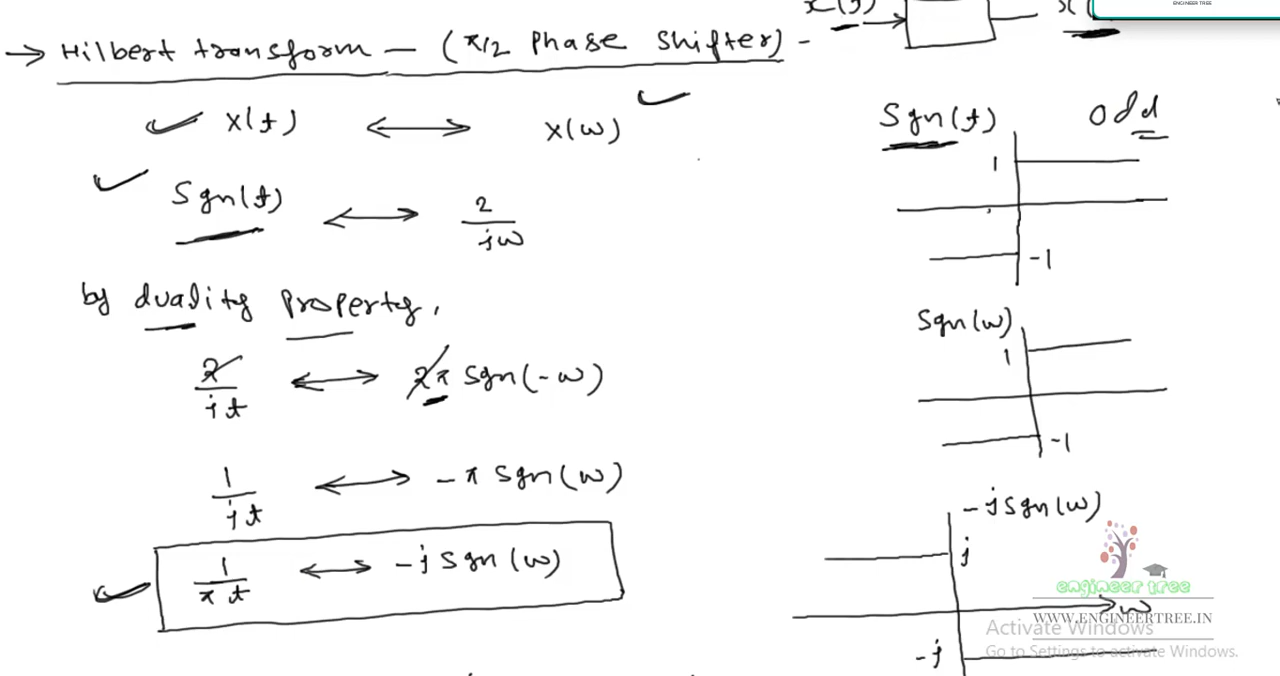 ENGINEER TREE
→ Hilbert transform – (π/2 Phase Shifter) –
x(t) ⟷ X(ω)
Sgn(t) ⟷ 2/jω
by duality Property,
2/jt ⟷ 2π Sgn(-ω)
1/jt ⟷ -π Sgn(ω)
1/πt ⟷ -j Sgn(ω)
Sgn(t) odd
1
-1
Sgn(ω)
1
-1
-j Sgn(ω)
j
ω
-j
engineer tree
WWW.ENGINEERTREE.IN
Activate Windows
Go to Settings to activate Windows.